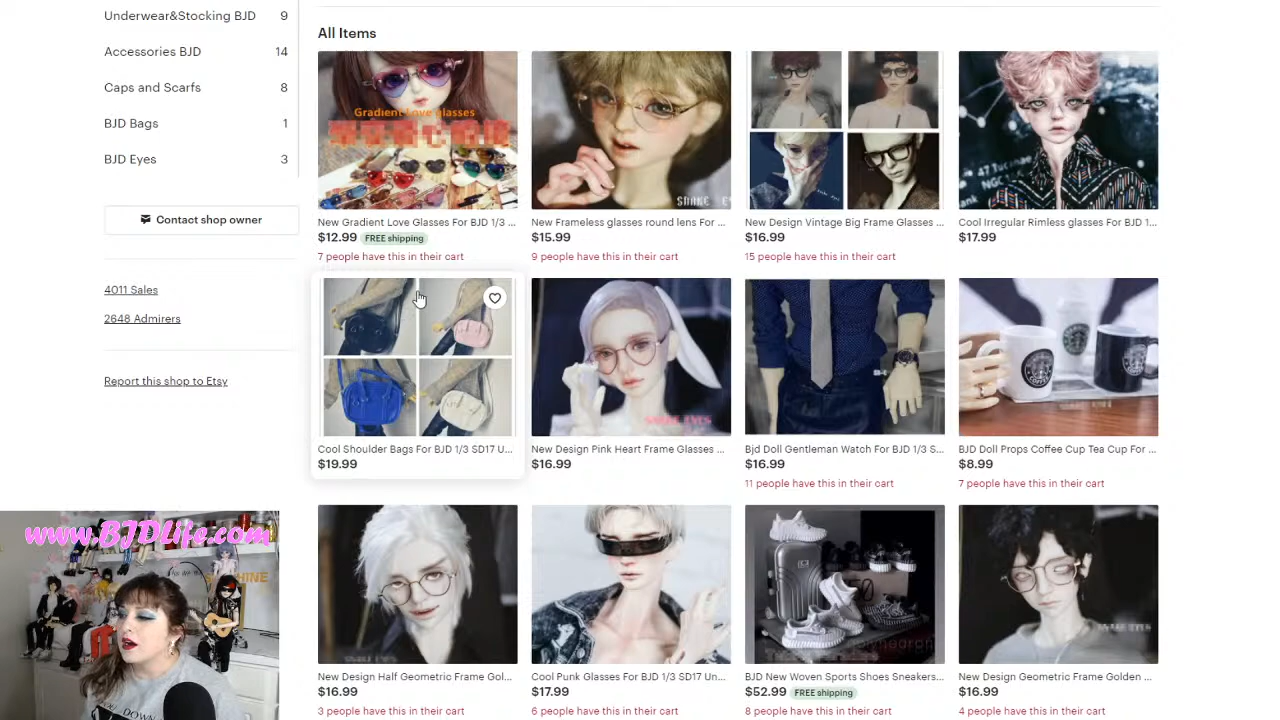 Underwear&Stocking BJD 9
Accessories BJD 14
Caps and Scarfs 8
BJD Bags 1
BJD Eyes 3
Contact shop owner
4011 Sales
2648 Admirers
Report this shop to Etsy
All Items
Gradient Love glasses
New Gradient Love Glasses For BJD 1/3 ...
$12.99 FREE shipping
7 people have this in their cart
New Frameless glasses round lens For ...
$15.99
9 people have this in their cart
New Design Vintage Big Frame Glasses ...
$16.99
15 people have this in their cart
Cool Irregular Rimless glasses For BJD 1...
$17.99
Cool Shoulder Bags For BJD 1/3 SD17 U...
$19.99
New Design Pink Heart Frame Glasses ...
$16.99
Bjd Doll Gentleman Watch For BJD 1/3 S...
$16.99
11 people have this in their cart
BJD Doll Props Coffee Cup Tea Cup For ...
$8.99
7 people have this in their cart
New Design Half Geometric Frame Gol...
$16.99
3 people have this in their cart
Cool Punk Glasses For BJD 1/3 SD17 Un...
$17.99
6 people have this in their cart
BJD New Woven Sports Shoes Sneakers...
$52.99 FREE shipping
8 people have this in their cart
New Design Geometric Frame Golden ...
$16.99
4 people have this in their cart
www.BJDLife.com